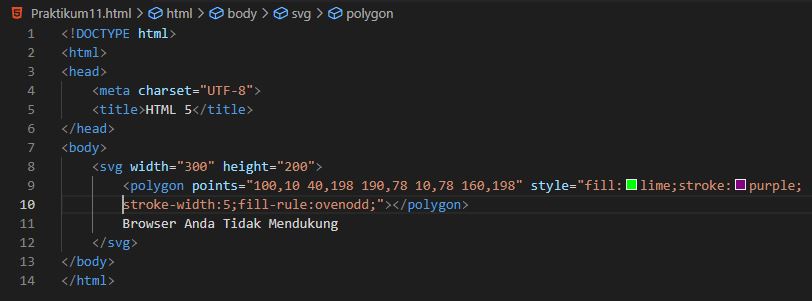 Praktikum11.html > html > body > svg > polygon
1 <!DOCTYPE html>
2 <html>
3 <head>
4 <meta charset="UTF-8">
5 <title>HTML 5</title>
6 </head>
7 <body>
8 <svg width="300" height="200">
9 <polygon points="100,10 40,198 190,78 10,78 160,198" style="fill:lime;stroke:purple;
10 stroke-width:5;fill-rule:ovenodd;"></polygon>
11 Browser Anda Tidak Mendukung
12 </svg>
13 </body>
14 </html>